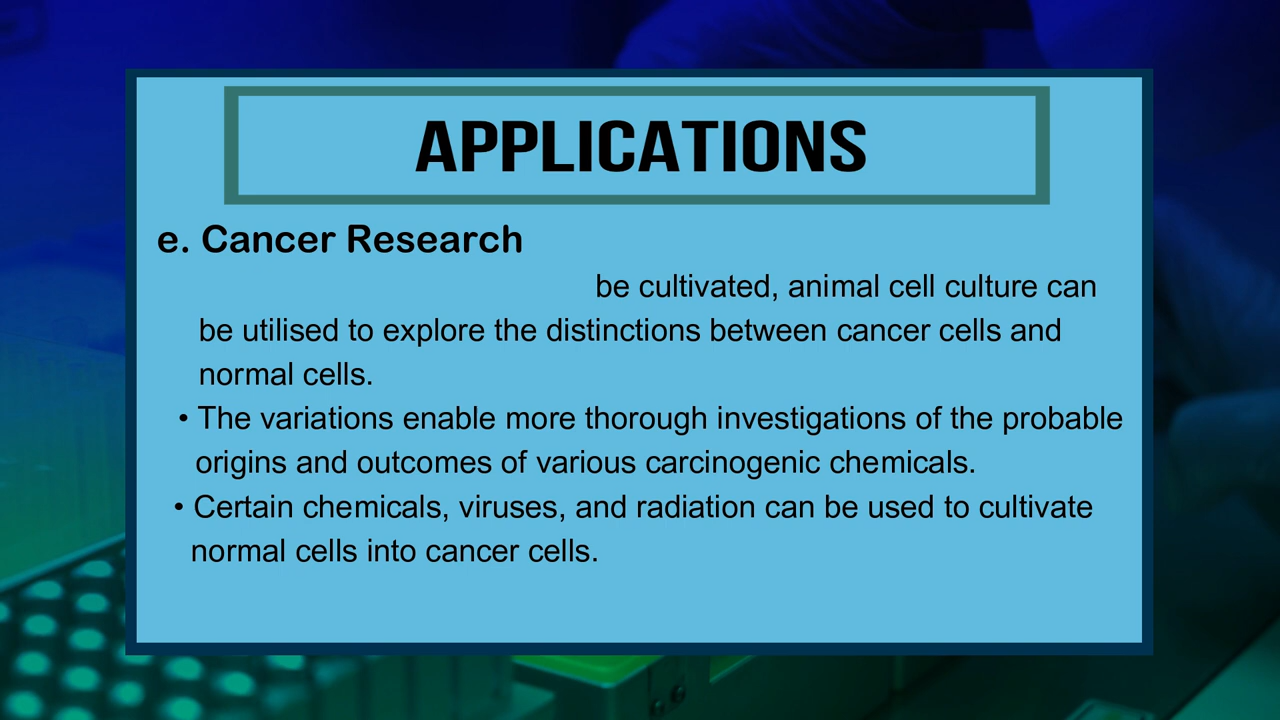 APPLICATIONS
e. Cancer Research
be cultivated, animal cell culture can
be utilised to explore the distinctions between cancer cells and
normal cells.
• The variations enable more thorough investigations of the probable
origins and outcomes of various carcinogenic chemicals.
• Certain chemicals, viruses, and radiation can be used to cultivate
normal cells into cancer cells.